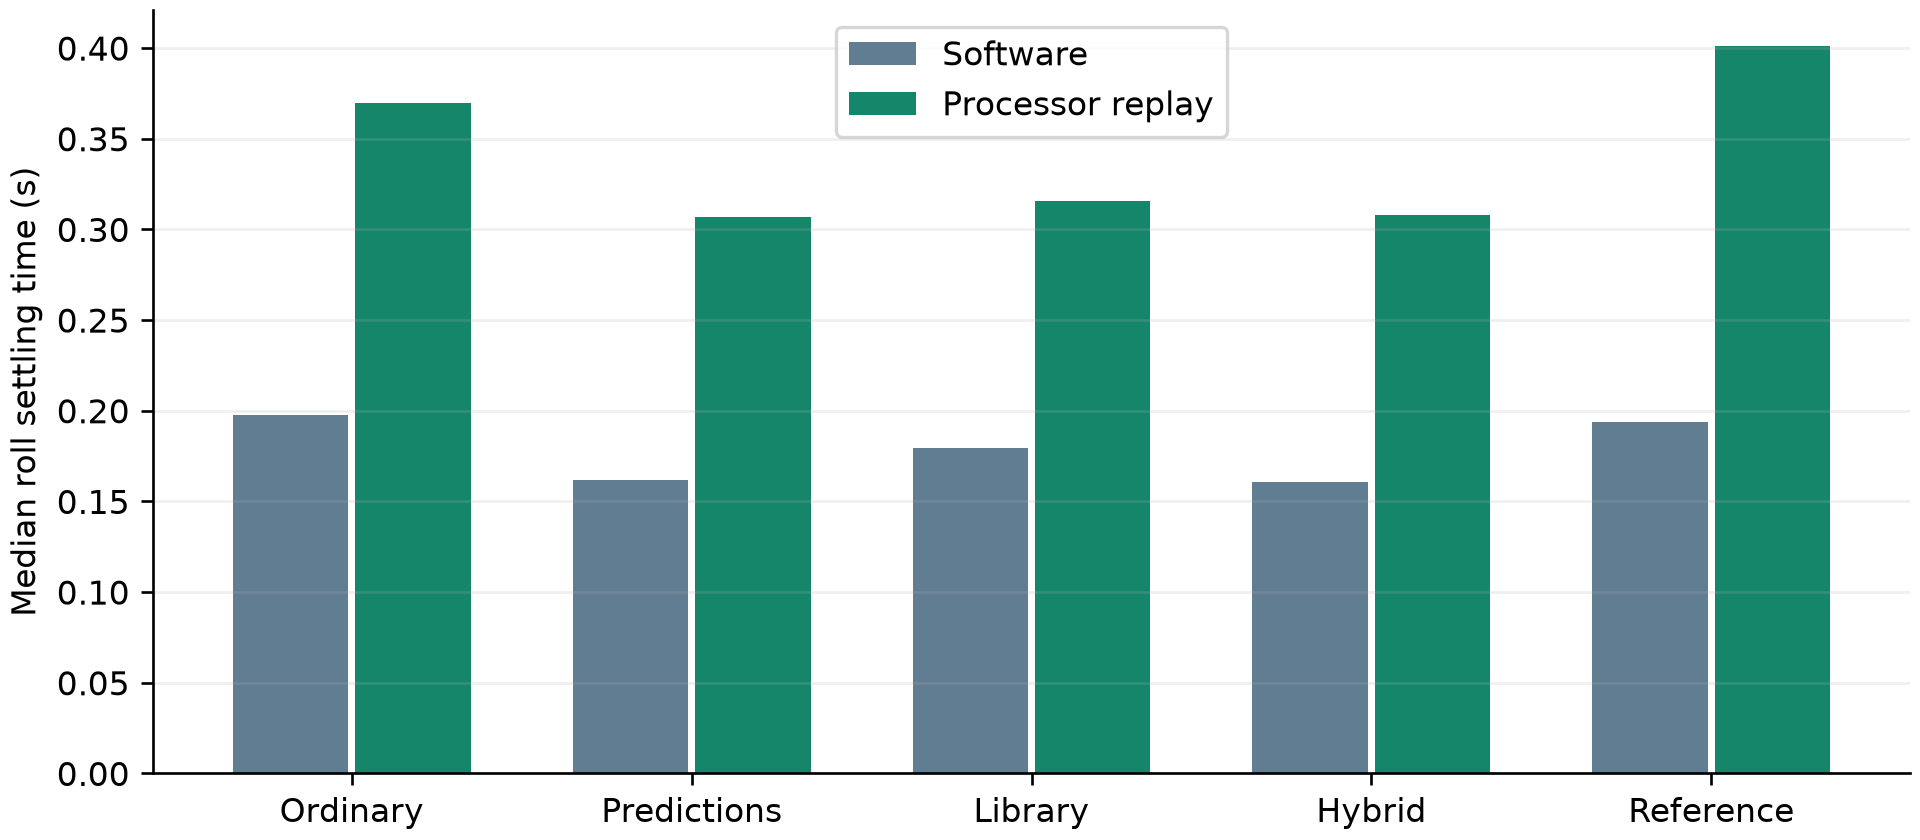 Software
Processor replay
Median roll settling time (s)
0.40
0.35
0.30
0.25
0.20
0.15
0.10
0.05
0.00
Ordinary
Predictions
Library
Hybrid
Reference